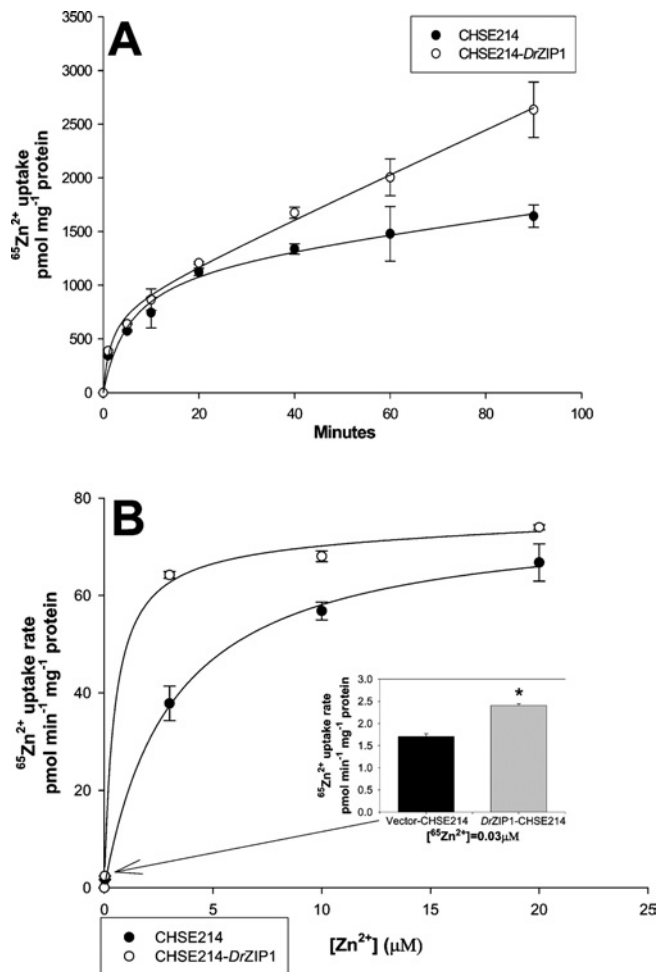 A
CHSE214
CHSE214-DrZIP1
⁶⁵Zn²⁺ uptake
pmol mg⁻¹ protein
3500
3000
2500
2000
1500
1000
500
0
0 20 40 60 80 100
Minutes
B
⁶⁵Zn²⁺ uptake rate
pmol min⁻¹ mg⁻¹ protein
80
60
40
20
0
⁶⁵Zn²⁺ uptake rate
pmol min⁻¹ mg⁻¹ protein
3.0
2.5
2.0
1.5
1.0
0.5
0.0
*
Vector-CHSE214 DrZIP1-CHSE214
[⁶⁵Zn²⁺]=0.03µM
0 5 10 15 20 25
[Zn²⁺] (µM)
CHSE214
CHSE214-DrZIP1